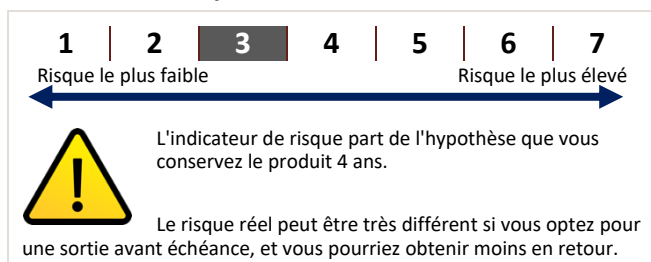 1 2 3 4 5 6 7
Risque le plus faible Risque le plus élevé
L'indicateur de risque part de l'hypothèse que vous
conservez le produit 4 ans.
Le risque réel peut être très différent si vous optez pour
une sortie avant échéance, et vous pourriez obtenir moins en retour.